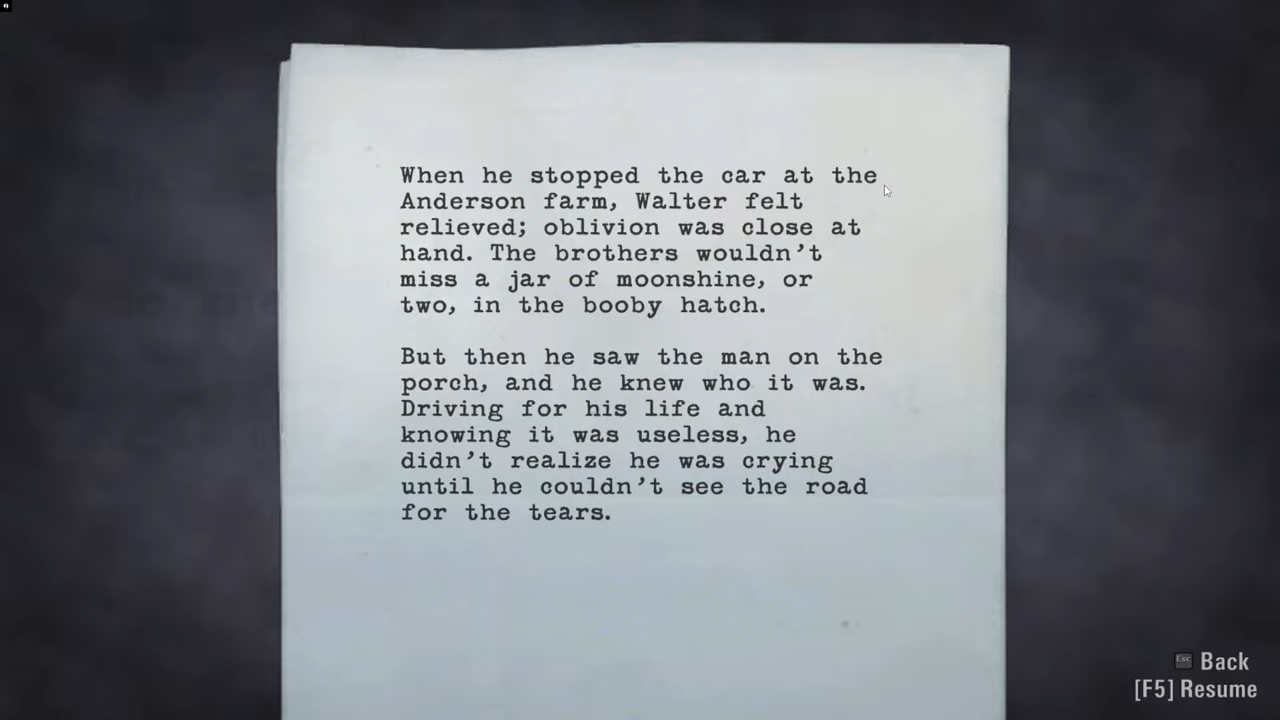 When he stopped the car at the
Anderson farm, Walter felt
relieved; oblivion was close at
hand. The brothers wouldn't
miss a jar of moonshine, or
two, in the booby hatch.
But then he saw the man on the
porch, and he knew who it was.
Driving for his life and
knowing it was useless, he
didn't realize he was crying
until he couldn't see the road
for the tears.
Esc Back
[F5] Resume